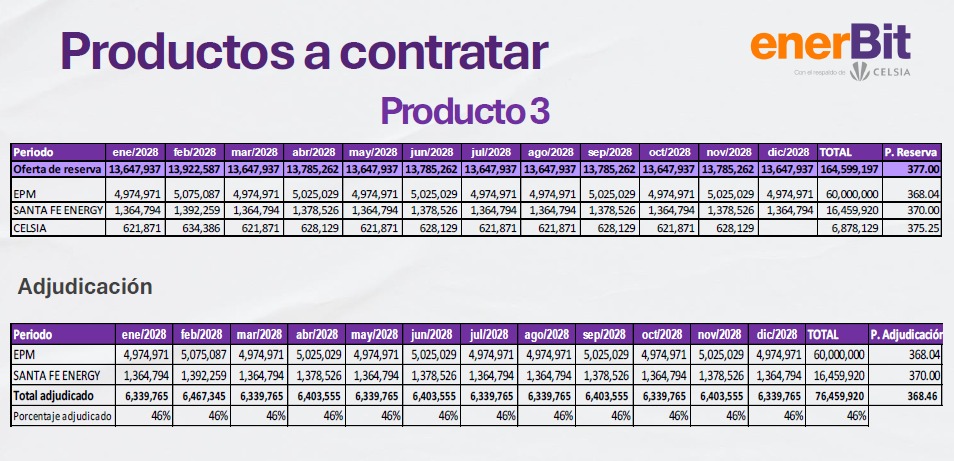 Productos a contratar
enerBit
Con el respaldo de CELSIA
Producto 3
Periodo ene/2028 feb/2028 mar/2028 abr/2028 may/2028 jun/2028 jul/2028 ago/2028 sep/2028 oct/2028 nov/2028 dic/2028 TOTAL P. Reserva
Oferta de reserva 13,647,937 13,922,587 13,647,937 13,785,262 13,647,937 13,785,262 13,647,937 13,647,937 13,785,262 13,647,937 13,785,262 13,647,937 164,599,197 377.00
EPM 4,974,971 5,075,087 4,974,971 5,025,029 4,974,971 5,025,029 4,974,971 4,974,971 5,025,029 4,974,971 5,025,029 4,974,971 60,000,000 368.04
SANTA FE ENERGY 1,364,794 1,392,259 1,364,794 1,378,526 1,364,794 1,378,526 1,364,794 1,364,794 1,378,526 1,364,794 1,378,526 1,364,794 16,459,920 370.00
CELSIA 621,871 634,386 621,871 628,129 621,871 628,129 621,871 621,871 628,129 621,871 628,129 6,878,129 375.25
Adjudicación
Periodo ene/2028 feb/2028 mar/2028 abr/2028 may/2028 jun/2028 jul/2028 ago/2028 sep/2028 oct/2028 nov/2028 dic/2028 TOTAL P. Adjudicación
EPM 4,974,971 5,075,087 4,974,971 5,025,029 4,974,971 5,025,029 4,974,971 4,974,971 5,025,029 4,974,971 5,025,029 4,974,971 60,000,000 368.04
SANTA FE ENERGY 1,364,794 1,392,259 1,364,794 1,378,526 1,364,794 1,378,526 1,364,794 1,364,794 1,378,526 1,364,794 1,378,526 1,364,794 16,459,920 370.00
Total adjudicado 6,339,765 6,467,345 6,339,765 6,403,555 6,339,765 6,403,555 6,339,765 6,339,765 6,403,555 6,339,765 6,403,555 6,339,765 76,459,920 368.46
Porcentaje adjudicado 46% 46% 46% 46% 46% 46% 46% 46% 46% 46% 46% 46% 46%